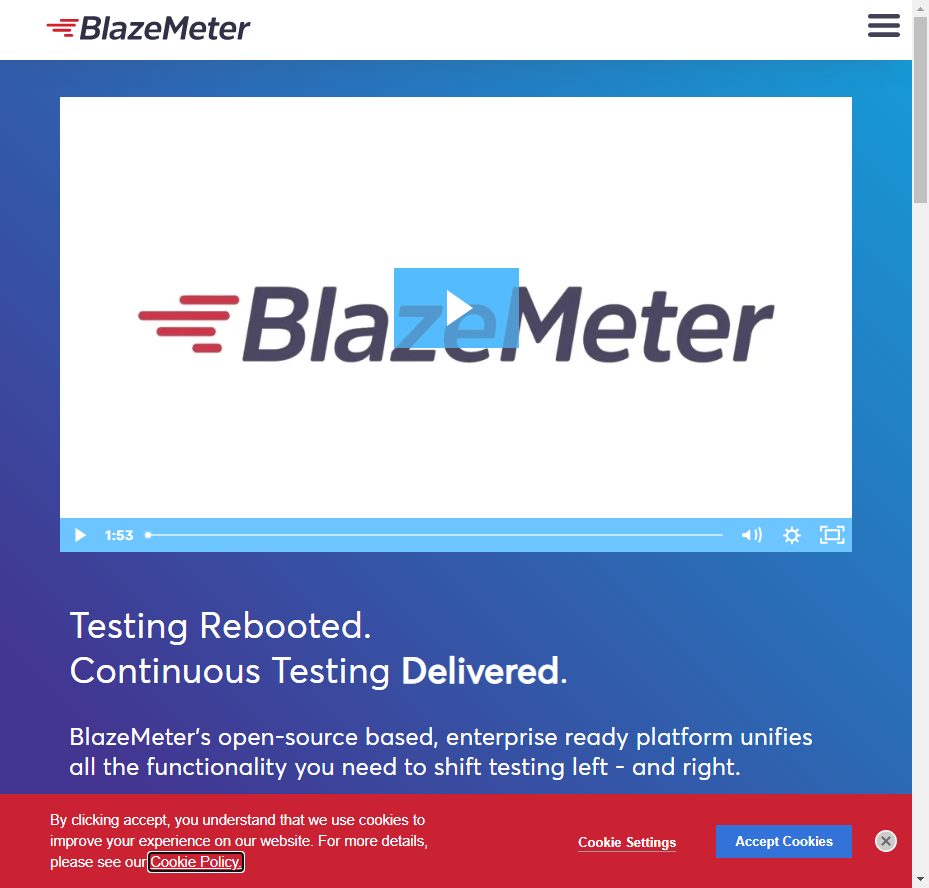 BlazeMeter
BlazeMeter
1:53
Testing Rebooted.
Continuous Testing Delivered.
BlazeMeter's open-source based, enterprise ready platform unifies
all the functionality you need to shift testing left - and right.
By clicking accept, you understand that we use cookies to
improve your experience on our website. For more details,
please see our Cookie Policy.
Cookie Settings
Accept Cookies